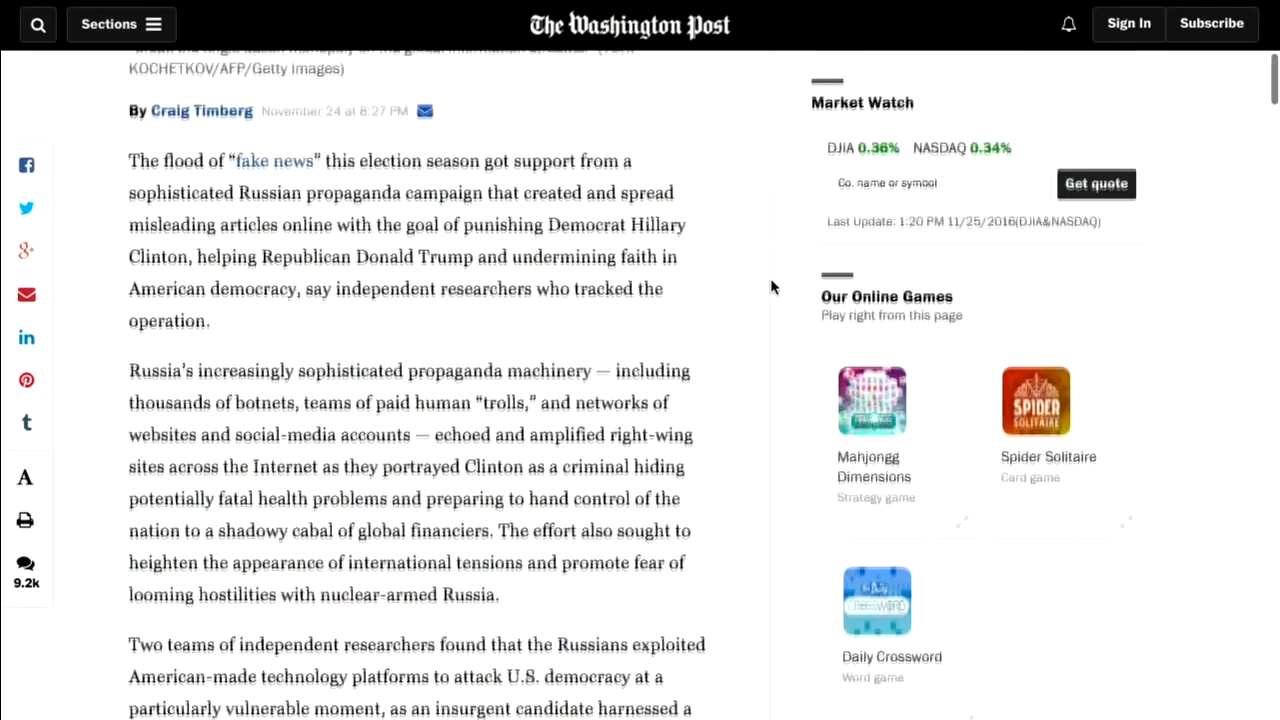 Sections
The Washington Post
Sign In
Subscribe
KOCHETKOV/AFP/Getty Images)
By Craig Timberg November 24 at 8:27 PM
The flood of “fake news” this election season got support from a
sophisticated Russian propaganda campaign that created and spread
misleading articles online with the goal of punishing Democrat Hillary
Clinton, helping Republican Donald Trump and undermining faith in
American democracy, say independent researchers who tracked the
operation.
Russia’s increasingly sophisticated propaganda machinery — including
thousands of botnets, teams of paid human “trolls,” and networks of
websites and social-media accounts — echoed and amplified right-wing
sites across the Internet as they portrayed Clinton as a criminal hiding
potentially fatal health problems and preparing to hand control of the
nation to a shadowy cabal of global financiers. The effort also sought to
heighten the appearance of international tensions and promote fear of
looming hostilities with nuclear-armed Russia.
Two teams of independent researchers found that the Russians exploited
American-made technology platforms to attack U.S. democracy at a
particularly vulnerable moment, as an insurgent candidate harnessed a
8+
in
t
A
9.2k
Market Watch
DJIA 0.36% NASDAQ 0.34%
Co. name or symbol
Get quote
Last Update: 1:20 PM 11/25/2016(DJIA&NASDAQ)
Our Online Games
Play right from this page
SPIDER
SOLITAIRE
Mahjongg
Dimensions
Strategy game
Spider Solitaire
Card game
Daily Crossword
Word game